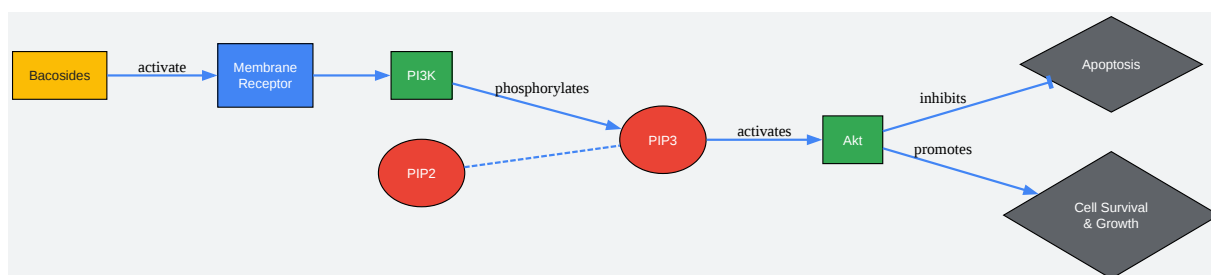 Bacosides
activate
Membrane
Receptor
PI3K
phosphorylates
PIP2
PIP3
activates
Akt
inhibits
Apoptosis
promotes
Cell Survival
& Growth